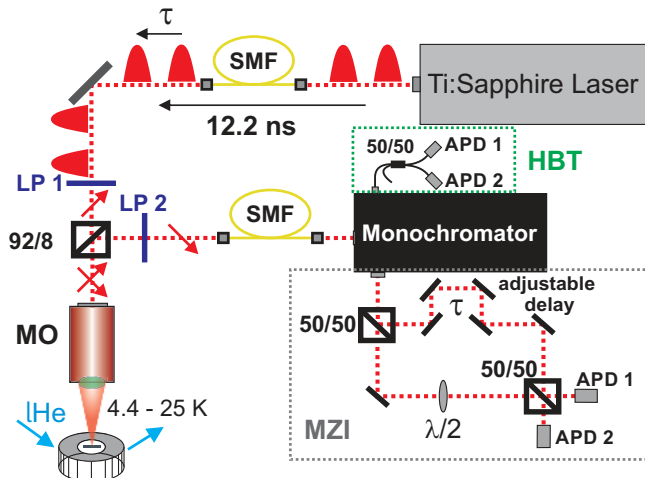 τ
SMF
Ti:Sapphire Laser
12.2 ns
50/50
APD 1
HBT
APD 2
LP 1
LP 2
SMF
92/8
Monochromator
MO
50/50
τ
adjustable
delay
lHe
4.4 - 25 K
50/50
APD 1
λ/2
MZI
APD 2